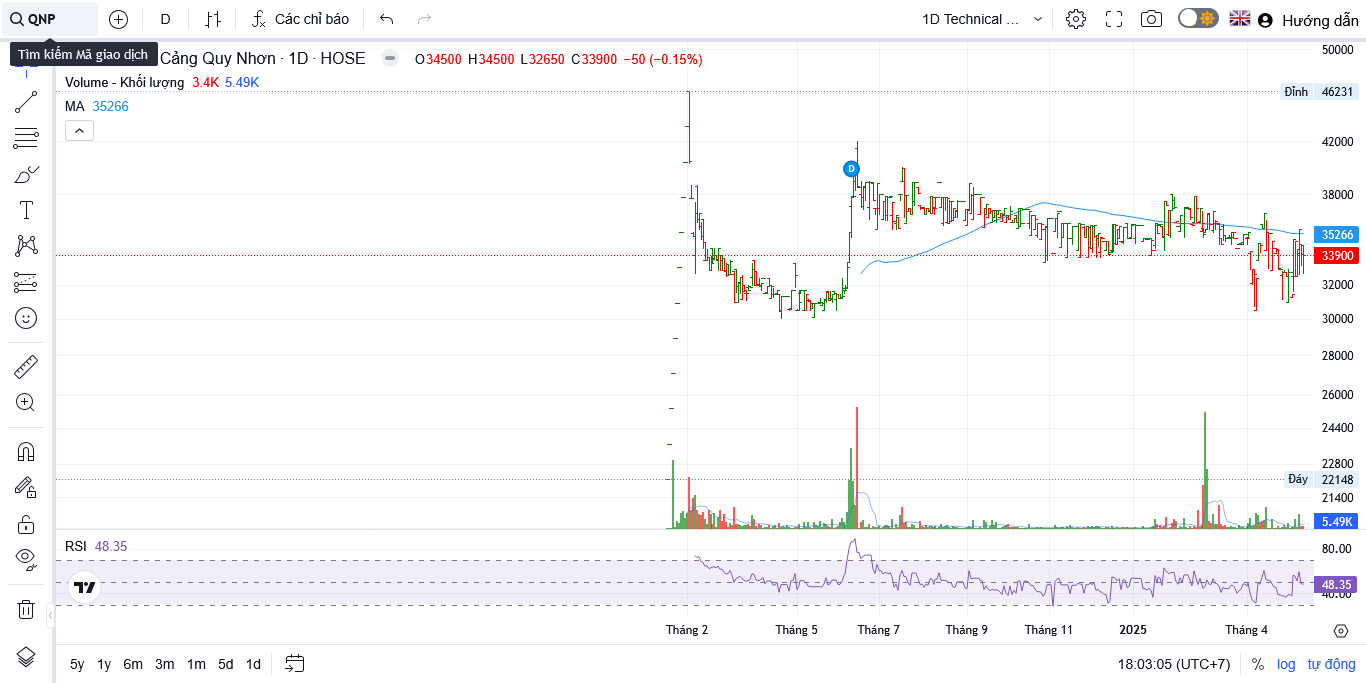 QNP D Các chỉ báo 1D Technical ... Hướng dẫn
Tìm kiếm Mã giao dịch
Cảng Quy Nhơn · 1D · HOSE O34500 H34500 L32650 C33900 −50 (−0.15%)
Volume - Khối lượng 3.4K 5.49K
MA 35266
50000
Đỉnh 46231
42000
D
38000
35266
33900
32000
30000
28000
26000
24400
22800
Đáy 22148
21400
5.49K
RSI 48.35
80.00
48.35
40.00
Tháng 2 Tháng 5 Tháng 7 Tháng 9 Tháng 11 2025 Tháng 4
5y 1y 6m 3m 1m 5d 1d 18:03:05 (UTC+7) % log tự động